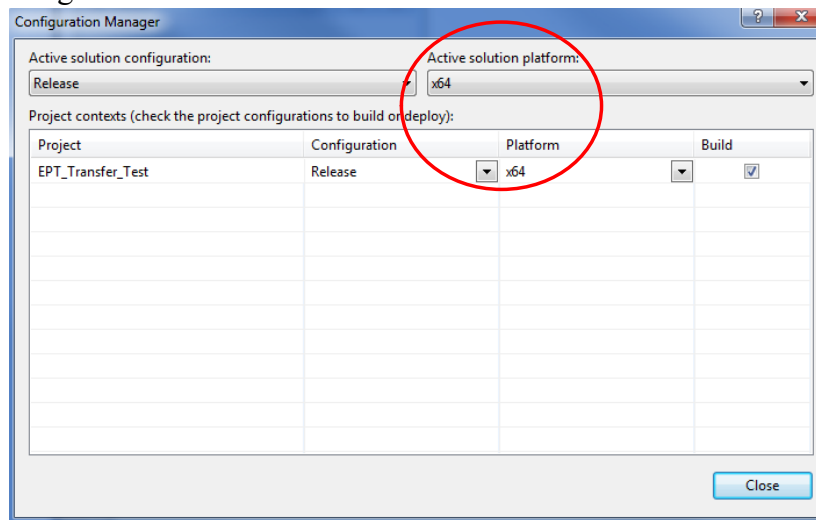 Configuration Manager
Active solution configuration: Active solution platform:
Release x64
Project contexts (check the project configurations to build or deploy):
Project Configuration Platform Build
EPT_Transfer_Test Release x64
Close